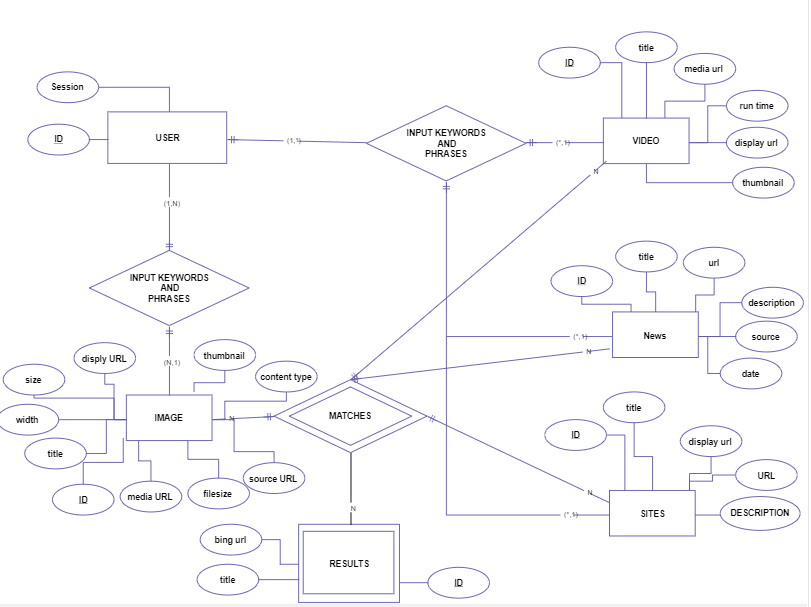 title
ID
media url
Session
run time
USER
ID
(1,1)
INPUT KEYWORDS
AND
PHRASES
(*,1)
VIDEO
display url
N
thumbnail
(1,N)
title
url
INPUT KEYWORDS
AND
PHRASES
ID
description
(*,1)
News
source
N
disply URL
thumbnail
(N,1)
size
content type
date
width
IMAGE
N
MATCHES
title
ID
display url
title
source URL
URL
ID
media URL
filesize
N
N
(*,1)
SITES
DESCRIPTION
bing url
RESULTS
title
ID